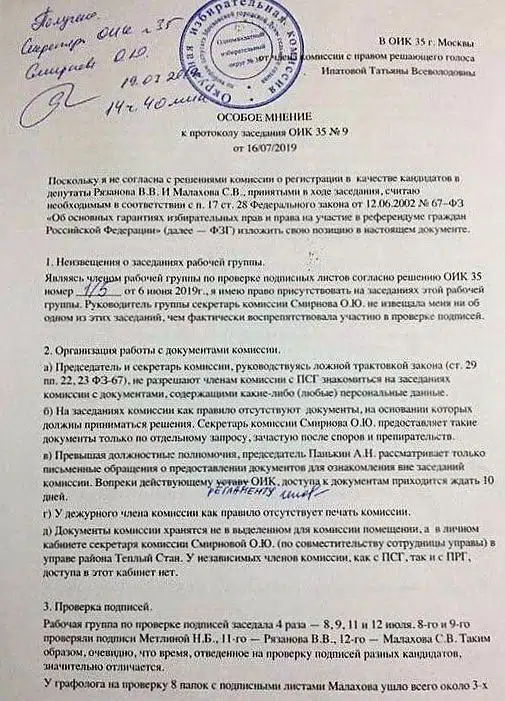 Получено.
Секретарь ОИК №35
Смирнова О.Ю.
19.07
14ч. 40мин
Окружная избирательная комиссия
Одномандатный
избирательный
округ №
В ОИК 35 г. Москвы
от члена комиссии с правом решающего голоса
Ипатовой Татьяны Всеволодовны
ОСОБОЕ МНЕНИЕ
к протоколу заседания ОИК 35 № 9
от 16/07/2019
Поскольку я не согласна с решениями комиссии о регистрации в качестве кандидатов в
депутаты Рязанова В.В. И Малахова С.В., принятыми в ходе заседания, считаю
необходимым в соответствии с п. 17 ст. 28 Федерального закона от 12.06.2002 № 67–ФЗ
«Об основных гарантиях избирательных прав и права на участие в референдуме граждан
Российской Федерации» (далее — ФЗГ) изложить свою позицию в настоящем документе.
1. Неизвещения о заседаниях рабочей группы.
Являясь членом рабочей группы по проверке подписных листов согласно решению ОИК 35
номер 1/5 от 6 июня 2019г., я имею право присутствовать на заседаниях этой рабочей
группы. Руководитель группы секретарь комиссии Смирнова О.Ю. не извещала меня ни об
одном из этих заседаний, чем фактически воспрепятствовала участию в проверке подписей.
2. Организация работы с документами комиссии.
а) Председатель и секретарь комиссии, руководствуясь ложной трактовкой закона (ст. 29
пп. 22, 23 ФЗ-67), не разрешают членам комиссии с ПСГ знакомиться на заседаниях
комиссии с документами, содержащими какие-либо (любые) персональные данные.
б) На заседаниях комиссии как правило отсутствуют документы, на основании которых
должны приниматься решения. Секретарь комиссии Смирнова О.Ю. предоставляет такие
документы только по отдельному запросу, зачастую после споров и препирательств.
в) Превышая должностные полномочия, председатель Панькин А.Н. рассматривает только
письменные обращения о предоставлении документов для ознакомления вне заседаний
комиссии. Вопреки действующему уставу ОИК, доступа к документам приходится ждать 10
РЕГЛАМЕНТУ
дней.
г) У дежурного члена комиссии как правило отсутствует печать комиссии.
д) Документы комиссии хранятся не в выделенном для комиссии помещении, а в личном
кабинете секретаря комиссии Смирновой О.Ю. (по совместительству сотрудницы управы) в
управе района Теплый Стан. У независимых членов комиссии, как с ПСГ, так и с ПРГ,
доступа в этот кабинет нет.
3. Проверка подписей.
Рабочая группа по проверке подписей заседала 4 раза — 8, 9, 11 и 12 июля. 8-го и 9-го
проверяли подписи Метлиной Н.Б., 11-го — Рязанова В.В., 12-го — Малахова С.В. Таким
образом, очевидно, что время, отведенное на проверку подписей разных кандидатов,
значительно отличается.
У графолога на проверку 8 папок с подписными листами Малахова ушло всего около 3-х